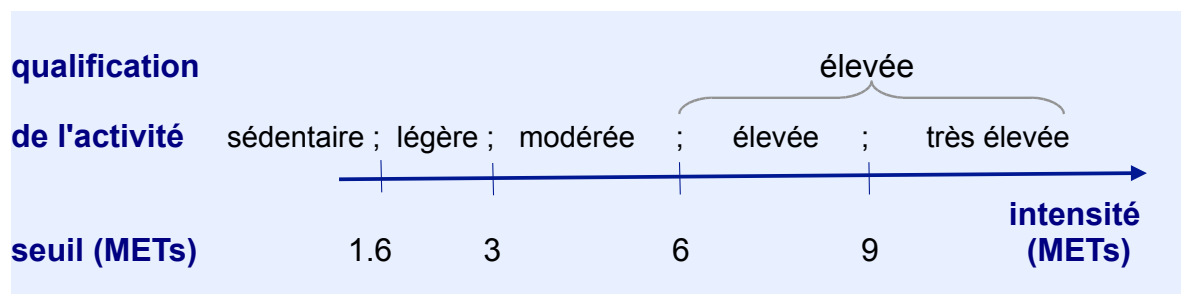 qualification élevée
de l'activité sédentaire ; légère ; modérée ; élevée ; très élevée
intensité
seuil (METs) 1.6 3 6 9 (METs)